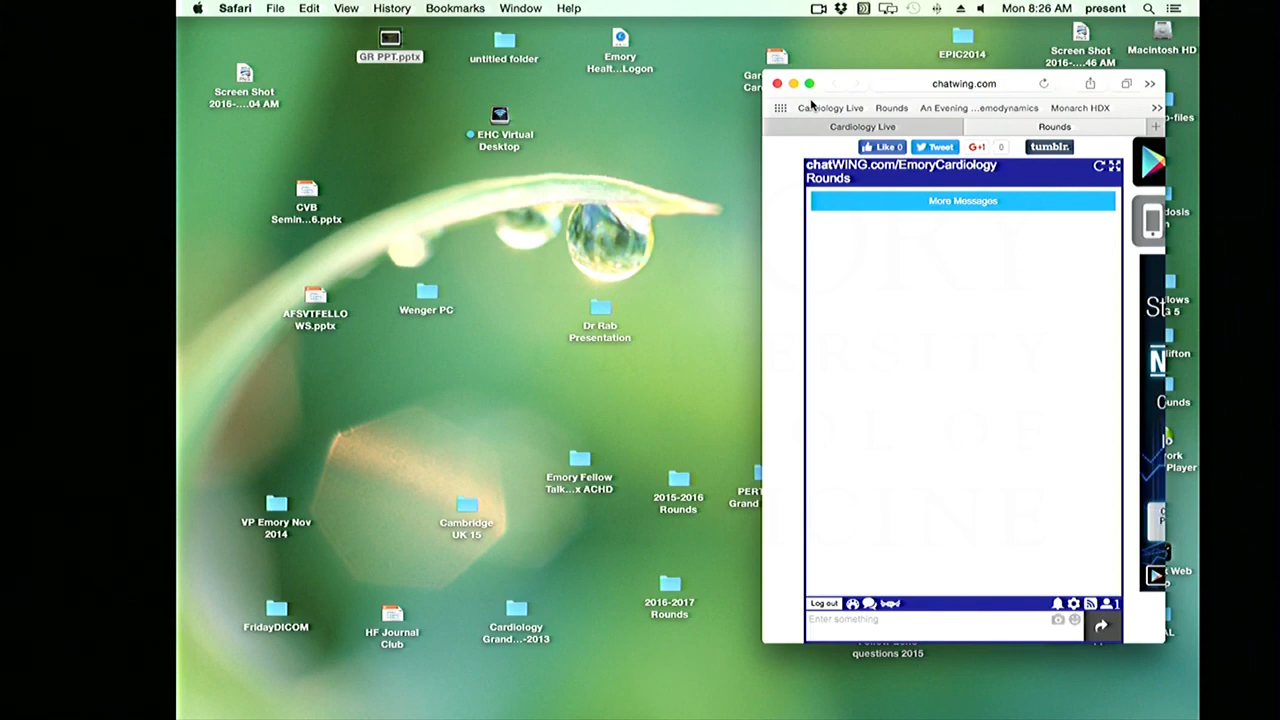 Safari File Edit View History Bookmarks Window Help
Mon 8:26 AM present
GR PPT.pptx
untitled folder
Emory
Healt...Logon
EPIC2014
Screen Shot
2016-....46 AM
Macintosh HD
Screen Shot
2016-....04 AM
EHC Virtual
Desktop
CVB
Semin...6.pptx
AFSVTFELLO
WS.pptx
Wenger PC
Dr Rab
Presentation
Emory Fellow
Talk...x ACHD
2015-2016
Rounds
VP Emory Nov
2014
Cambridge
UK 15
2016-2017
Rounds
FridayDICOM
HF Journal
Club
Cardiology
Grand...-2013
questions 2015
chatwing.com
Cardiology Live Rounds An Evening ...emodynamics Monarch HDX
Cardiology Live Rounds
Like 0 Tweet G+1 0 tumblr.
chatWING.com/EmoryCardiology
Rounds
More Messages
Log out
1
Enter something